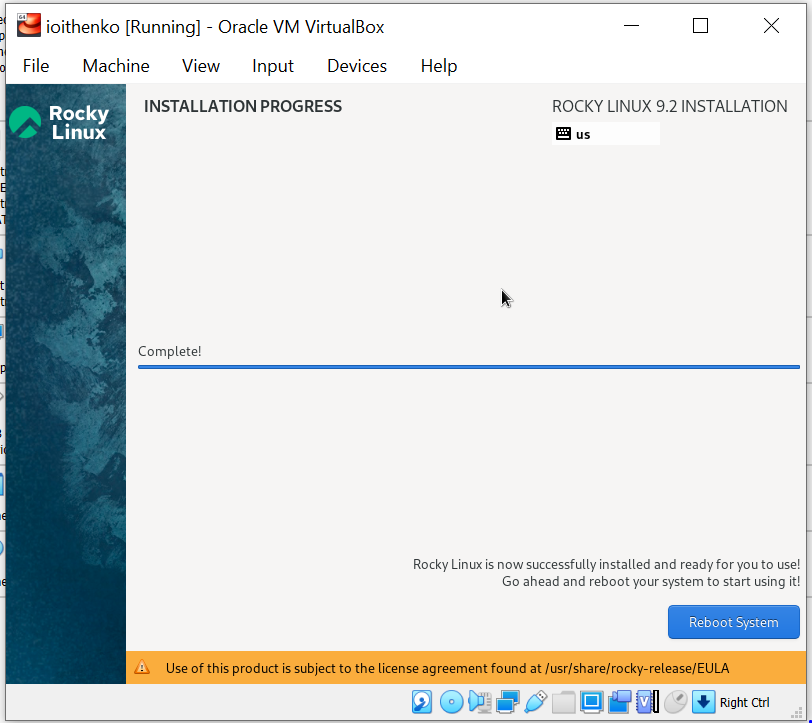 ioithenko [Running] - Oracle VM VirtualBox
File Machine View Input Devices Help
Rocky
Linux
INSTALLATION PROGRESS
ROCKY LINUX 9.2 INSTALLATION
us
Complete!
Rocky Linux is now successfully installed and ready for you to use!
Go ahead and reboot your system to start using it!
Reboot System
Use of this product is subject to the license agreement found at /usr/share/rocky-release/EULA
Right Ctrl